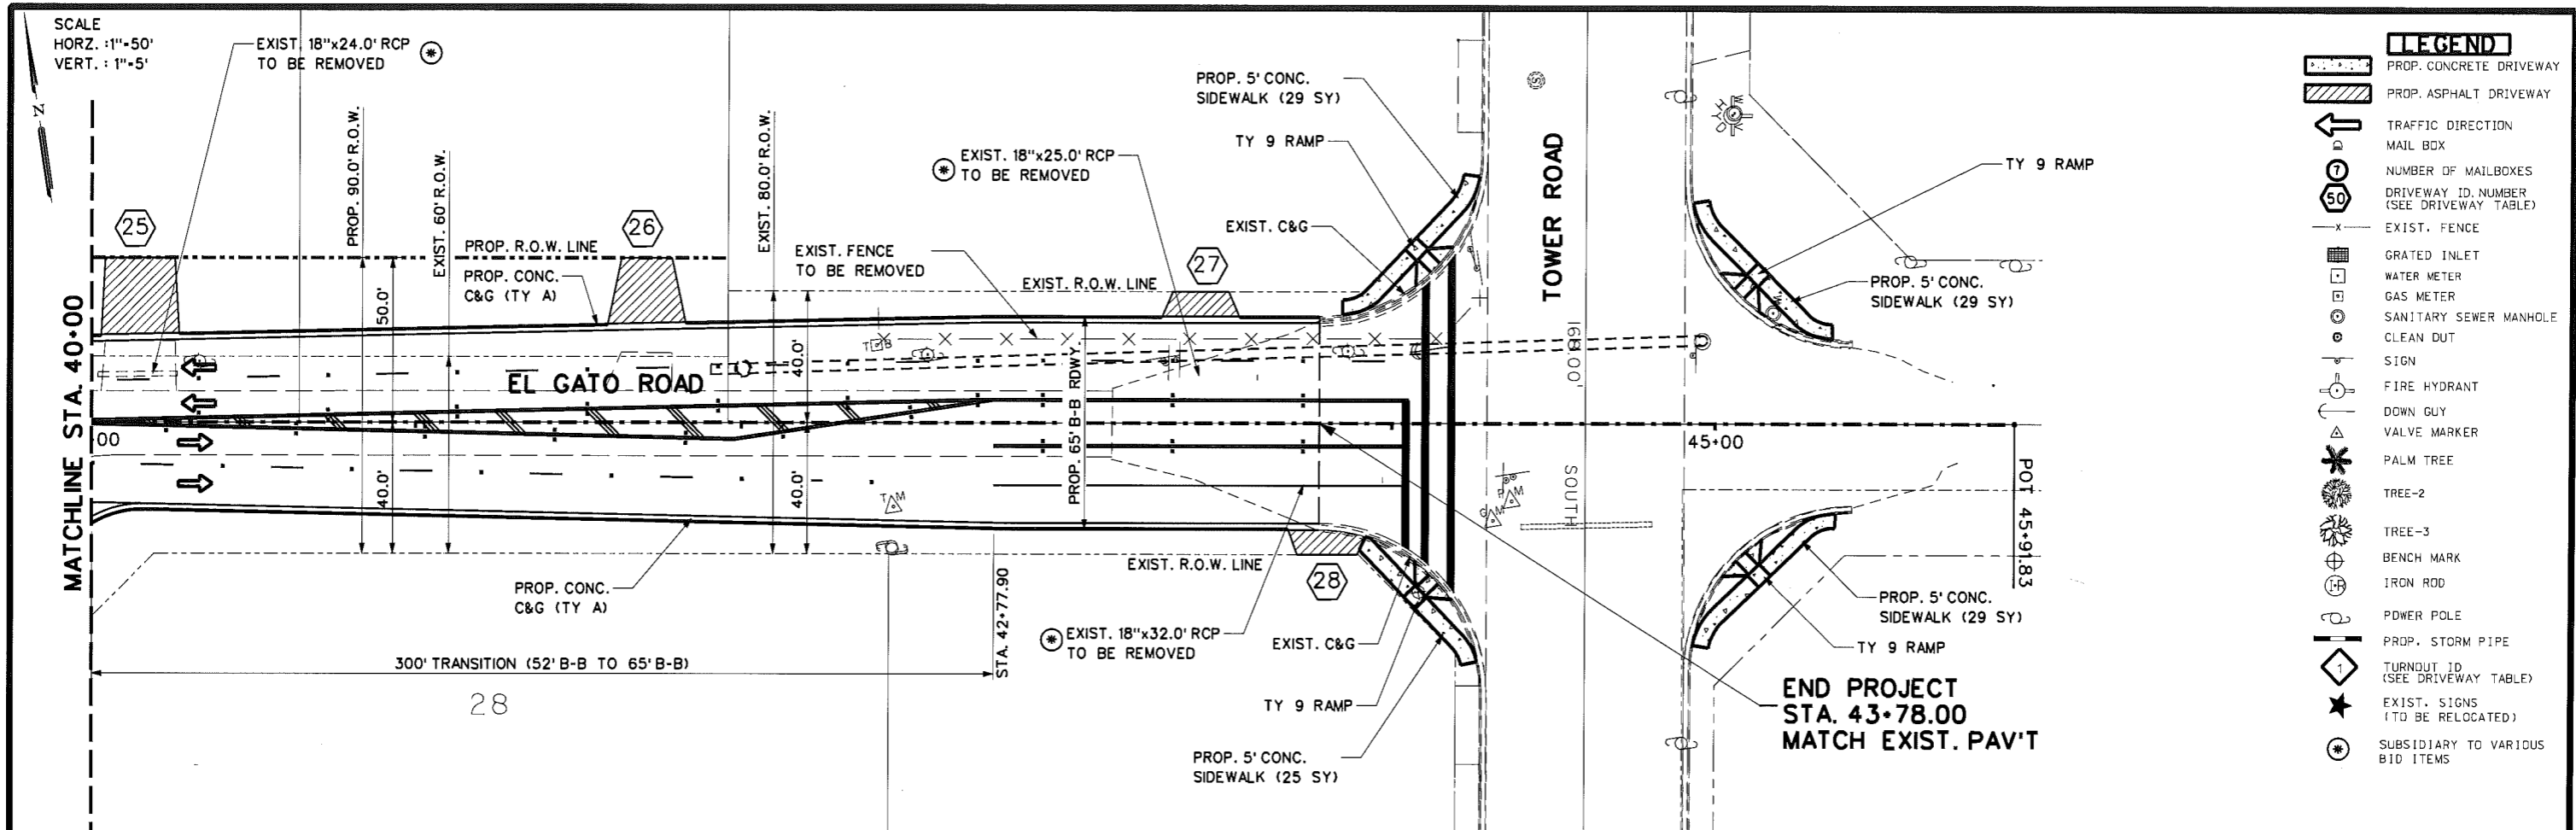 SCALE
HORZ. :1"=50'
VERT. : 1"=5'
N
EXIST. 18"x24.0' RCP
TO BE REMOVED
*
PROP. 90.0' R.O.W.
EXIST. 60' R.O.W.
EXIST. 80.0' R.O.W.
25
26
27
28
PROP. R.O.W. LINE
PROP. CONC.
C&G (TY A)
EXIST. FENCE
TO BE REMOVED
* EXIST. 18"x25.0' RCP
TO BE REMOVED
EXIST. R.O.W. LINE
PROP. 5' CONC.
SIDEWALK (29 SY)
TY 9 RAMP
EXIST. C&G
TOWER ROAD
S
TY 9 RAMP
PROP. 5' CONC.
SIDEWALK (29 SY)
50.0'
40.0'
40.0'
40.0'
EL GATO ROAD
PROP. 65' B-B RDWY
168.00'
SOUTH
T B
T M
P M
G M
MATCHLINE STA. 40+00
00
45+00
POT 45+91.83
PROP. CONC.
C&G (TY A)
STA. 42+77.90
300' TRANSITION (52' B-B TO 65' B-B)
28
EXIST. R.O.W. LINE
* EXIST. 18"x32.0' RCP
TO BE REMOVED
EXIST. C&G
TY 9 RAMP
PROP. 5' CONC.
SIDEWALK (25 SY)
PROP. 5' CONC.
SIDEWALK (29 SY)
TY 9 RAMP
END PROJECT
STA. 43+78.00
MATCH EXIST. PAV'T
LEGEND
PROP. CONCRETE DRIVEWAY
PROP. ASPHALT DRIVEWAY
TRAFFIC DIRECTION
MAIL BOX
7 NUMBER OF MAILBOXES
50 DRIVEWAY ID. NUMBER
(SEE DRIVEWAY TABLE)
x EXIST. FENCE
GRATED INLET
WATER METER
GAS METER
SANITARY SEWER MANHOLE
CLEAN OUT
SIGN
FIRE HYDRANT
DOWN GUY
VALVE MARKER
PALM TREE
TREE-2
TREE-3
BENCH MARK
I.R IRON ROD
POWER POLE
PROP. STORM PIPE
1 TURNOUT ID
(SEE DRIVEWAY TABLE)
EXIST. SIGNS
(TO BE RELOCATED)
* SUBSIDIARY TO VARIOUS
BID ITEMS